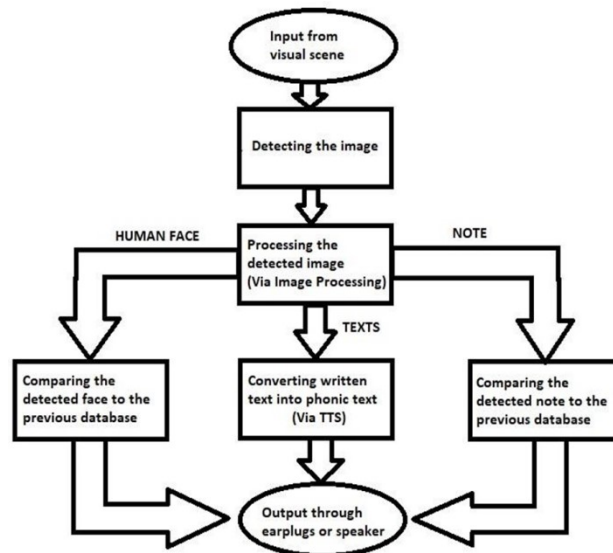 Input from
visual scene
Detecting the image
HUMAN FACE
Processing the
detected image
(Via Image Processing)
NOTE
TEXTS
Comparing the
detected face to the
previous database
Converting written
text into phonic text
(Via TTS)
Comparing the
detected note to the
previous database
Output through
earplugs or speaker